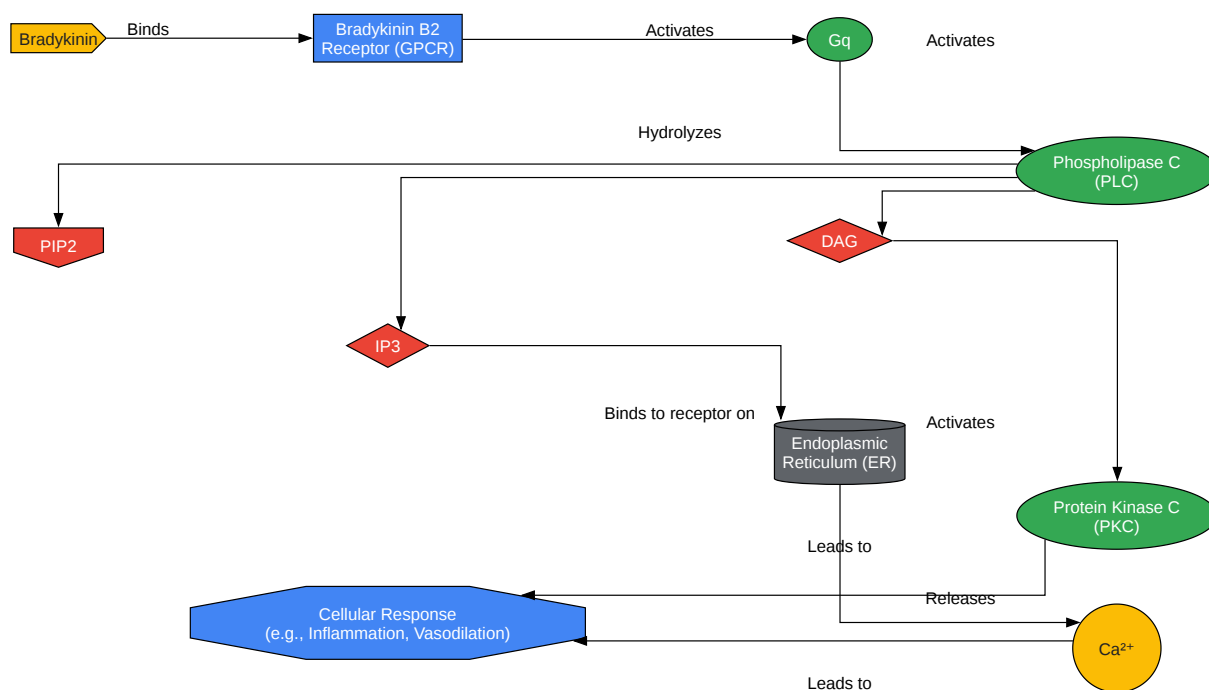 Bradykinin
Binds
Bradykinin B2
Receptor (GPCR)
Activates
Gq
Activates
Hydrolyzes
Phospholipase C
(PLC)
PIP2
DAG
IP3
Binds to receptor on
Activates
Endoplasmic
Reticulum (ER)
Protein Kinase C
(PKC)
Leads to
Releases
Cellular Response
(e.g., Inflammation, Vasodilation)
Ca²⁺
Leads to